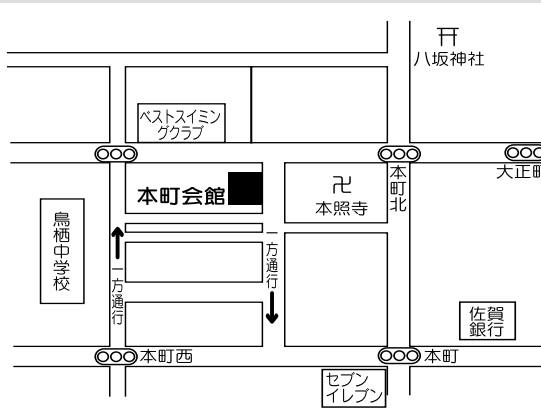 八坂神社
ベストスイミン
グクラブ
大正町
本町北
本町会館
本照寺
鳥栖中学校
一方通行
一方通行
佐賀
銀行
本町西
本町
セブン
イレブン